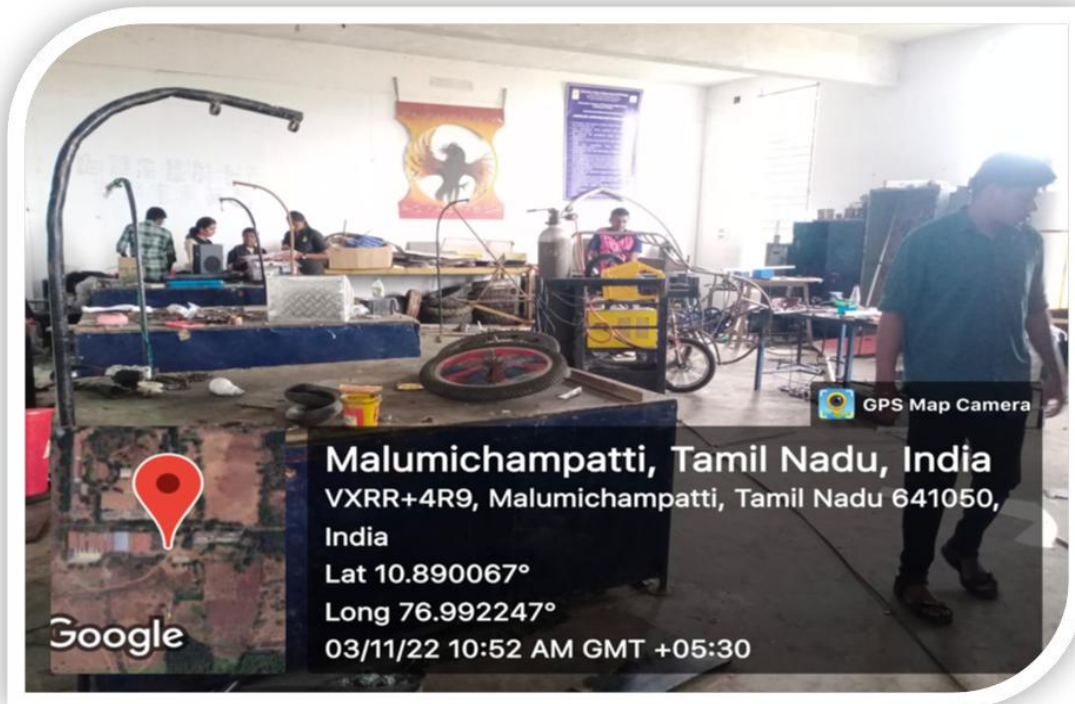 GPS Map Camera
Malumichampatti, Tamil Nadu, India
VXRR+4R9, Malumichampatti, Tamil Nadu 641050,
India
Lat 10.890067°
Long 76.992247°
03/11/22 10:52 AM GMT +05:30
Google